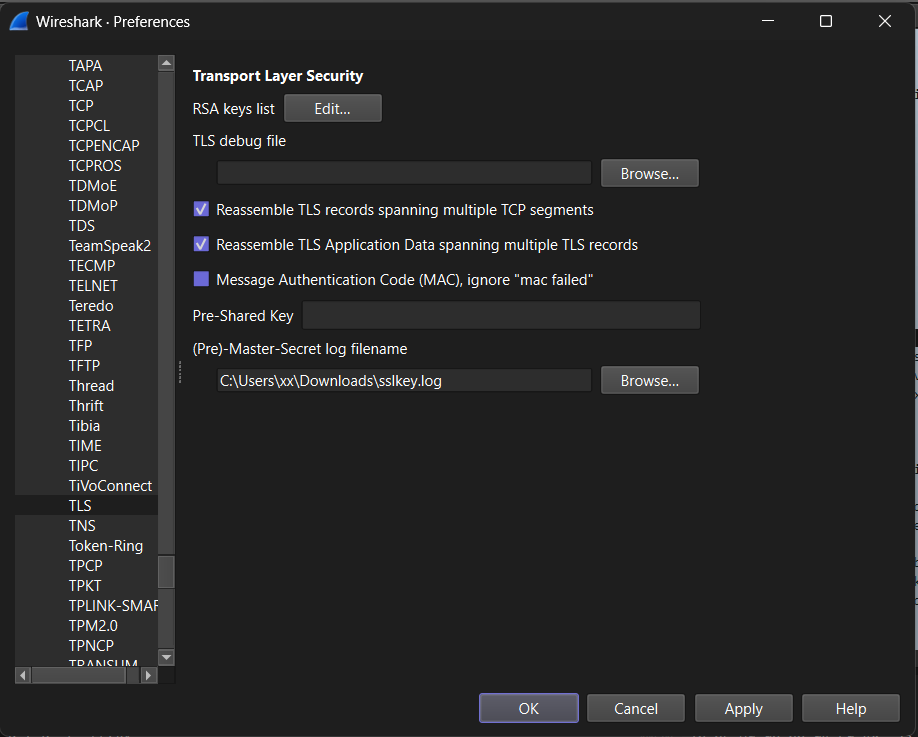 Wireshark · Preferences
TAPA
TCAP
TCP
TCPCL
TCPENCAP
TCPROS
TDMoE
TDMoP
TDS
TeamSpeak2
TECMP
TELNET
Teredo
TETRA
TFP
TFTP
Thread
Thrift
Tibia
TIME
TIPC
TiVoConnect
TLS
TNS
Token-Ring
TPCP
TPKT
TPLINK-SMAR
TPM2.0
TPNCP
TRANSUM
Transport Layer Security
RSA keys list Edit...
TLS debug file
Browse...
Reassemble TLS records spanning multiple TCP segments
Reassemble TLS Application Data spanning multiple TLS records
Message Authentication Code (MAC), ignore "mac failed"
Pre-Shared Key
(Pre)-Master-Secret log filename
C:\Users\xx\Downloads\sslkey.log Browse...
OK Cancel Apply Help